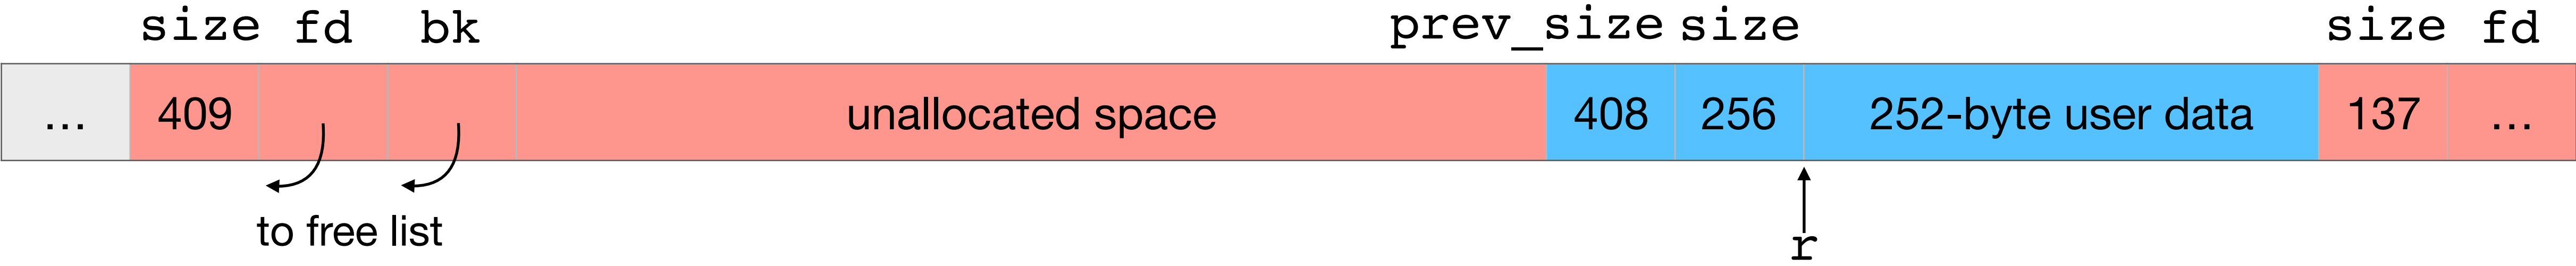 size fd bk prev_size size size fd
... 409 unallocated space 408 256 252-byte user data 137 ...
to free list
r